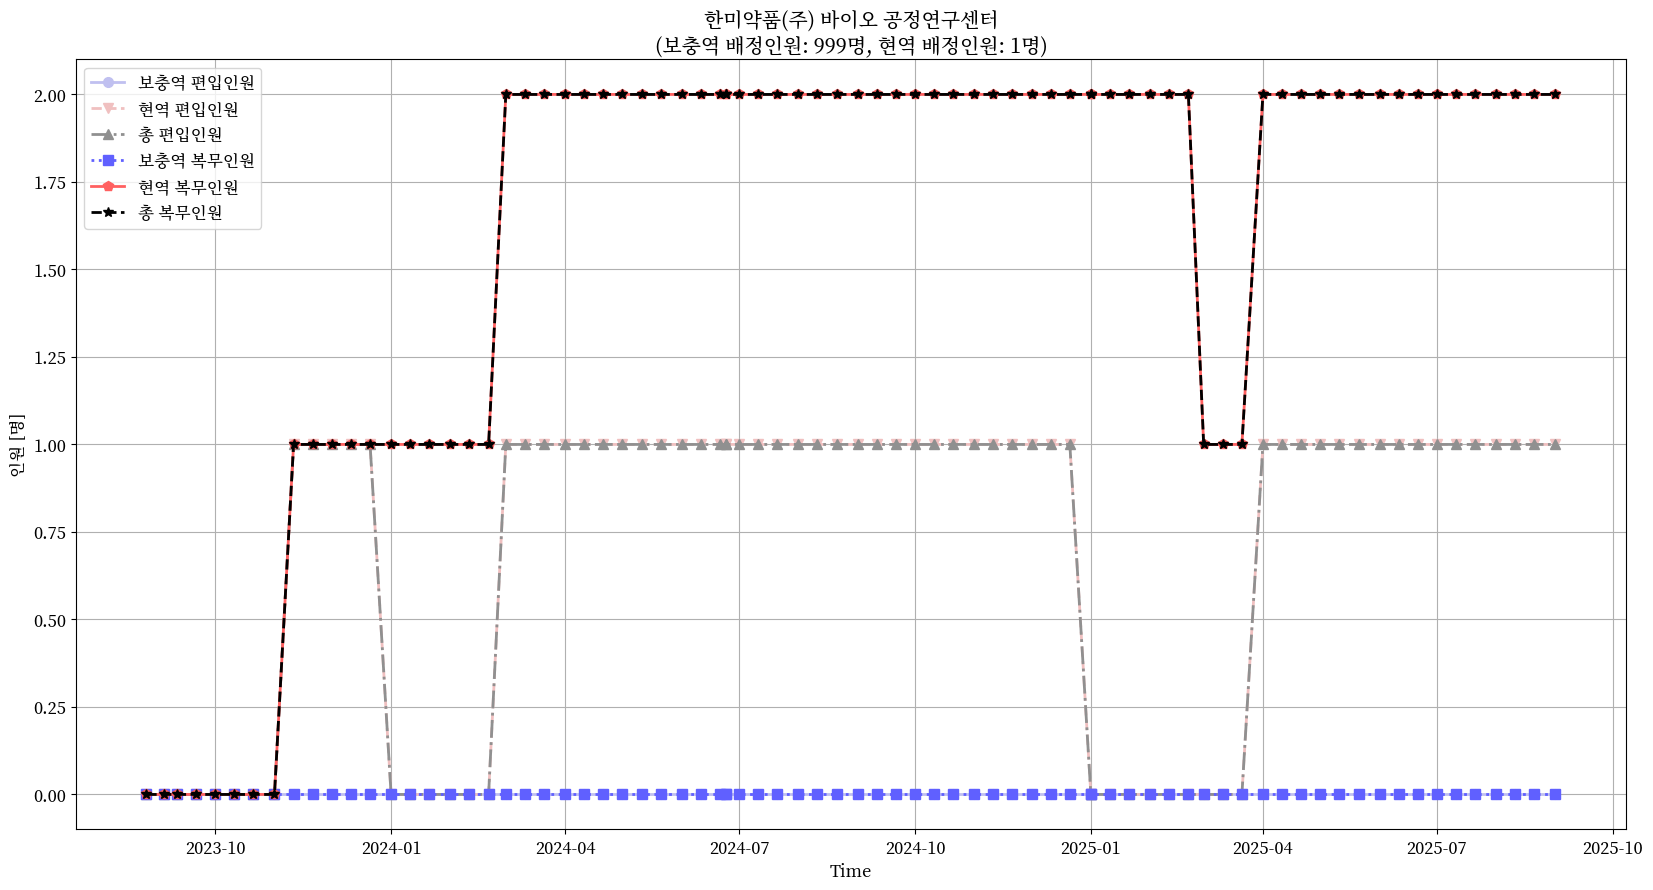 한미약품(주) 바이오 공정연구센터
(보충역 배정인원: 999명, 현역 배정인원: 1명)
보충역 편입인원
현역 편입인원
총 편입인원
보충역 복무인원
현역 복무인원
총 복무인원
2.00
1.75
1.50
1.25
1.00
0.75
0.50
0.25
0.00
인원 [명]
2023-10
2024-01
2024-04
2024-07
2024-10
2025-01
2025-04
2025-07
2025-10
Time